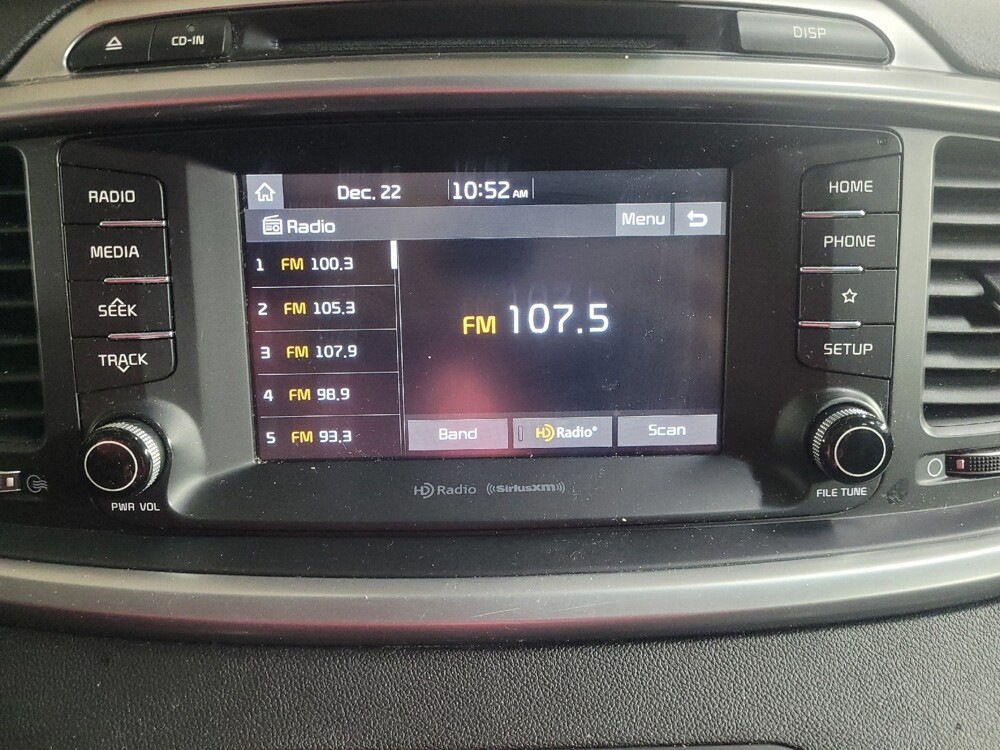 CD-IN
DISP
RADIO
MEDIA
SEEK
TRACK
PWR VOL
Dec. 22
10:52 AM
Radio
Menu
1 FM 100.3
2 FM 105.3
3 FM 107.9
4 FM 98.9
5 FM 93.3
FM 107.5
Band
HD Radio®
Scan
HD Radio
((SiriusXM))
HOME
PHONE
SETUP
FILE TUNE